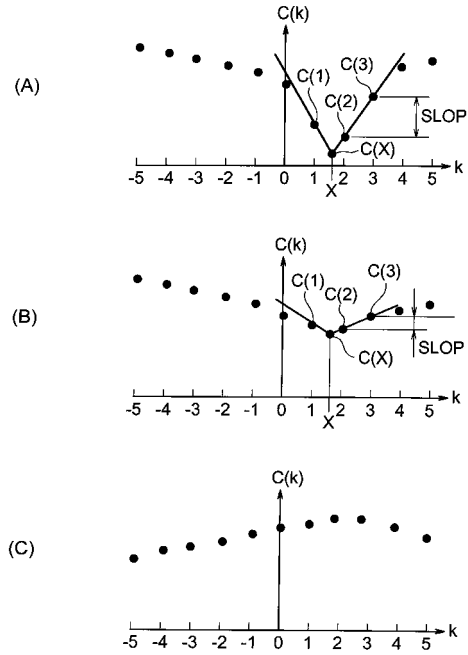 (A)
C(k)
C(1)
C(2)
C(3)
SLOP
C(X)
-5 -4 -3 -2 -1 0 1 2 3 4 5 k
X
(B)
C(k)
C(1)
C(2)
C(3)
SLOP
C(X)
-5 -4 -3 -2 -1 0 1 2 3 4 5 k
X
(C)
C(k)
-5 -4 -3 -2 -1 0 1 2 3 4 5 k